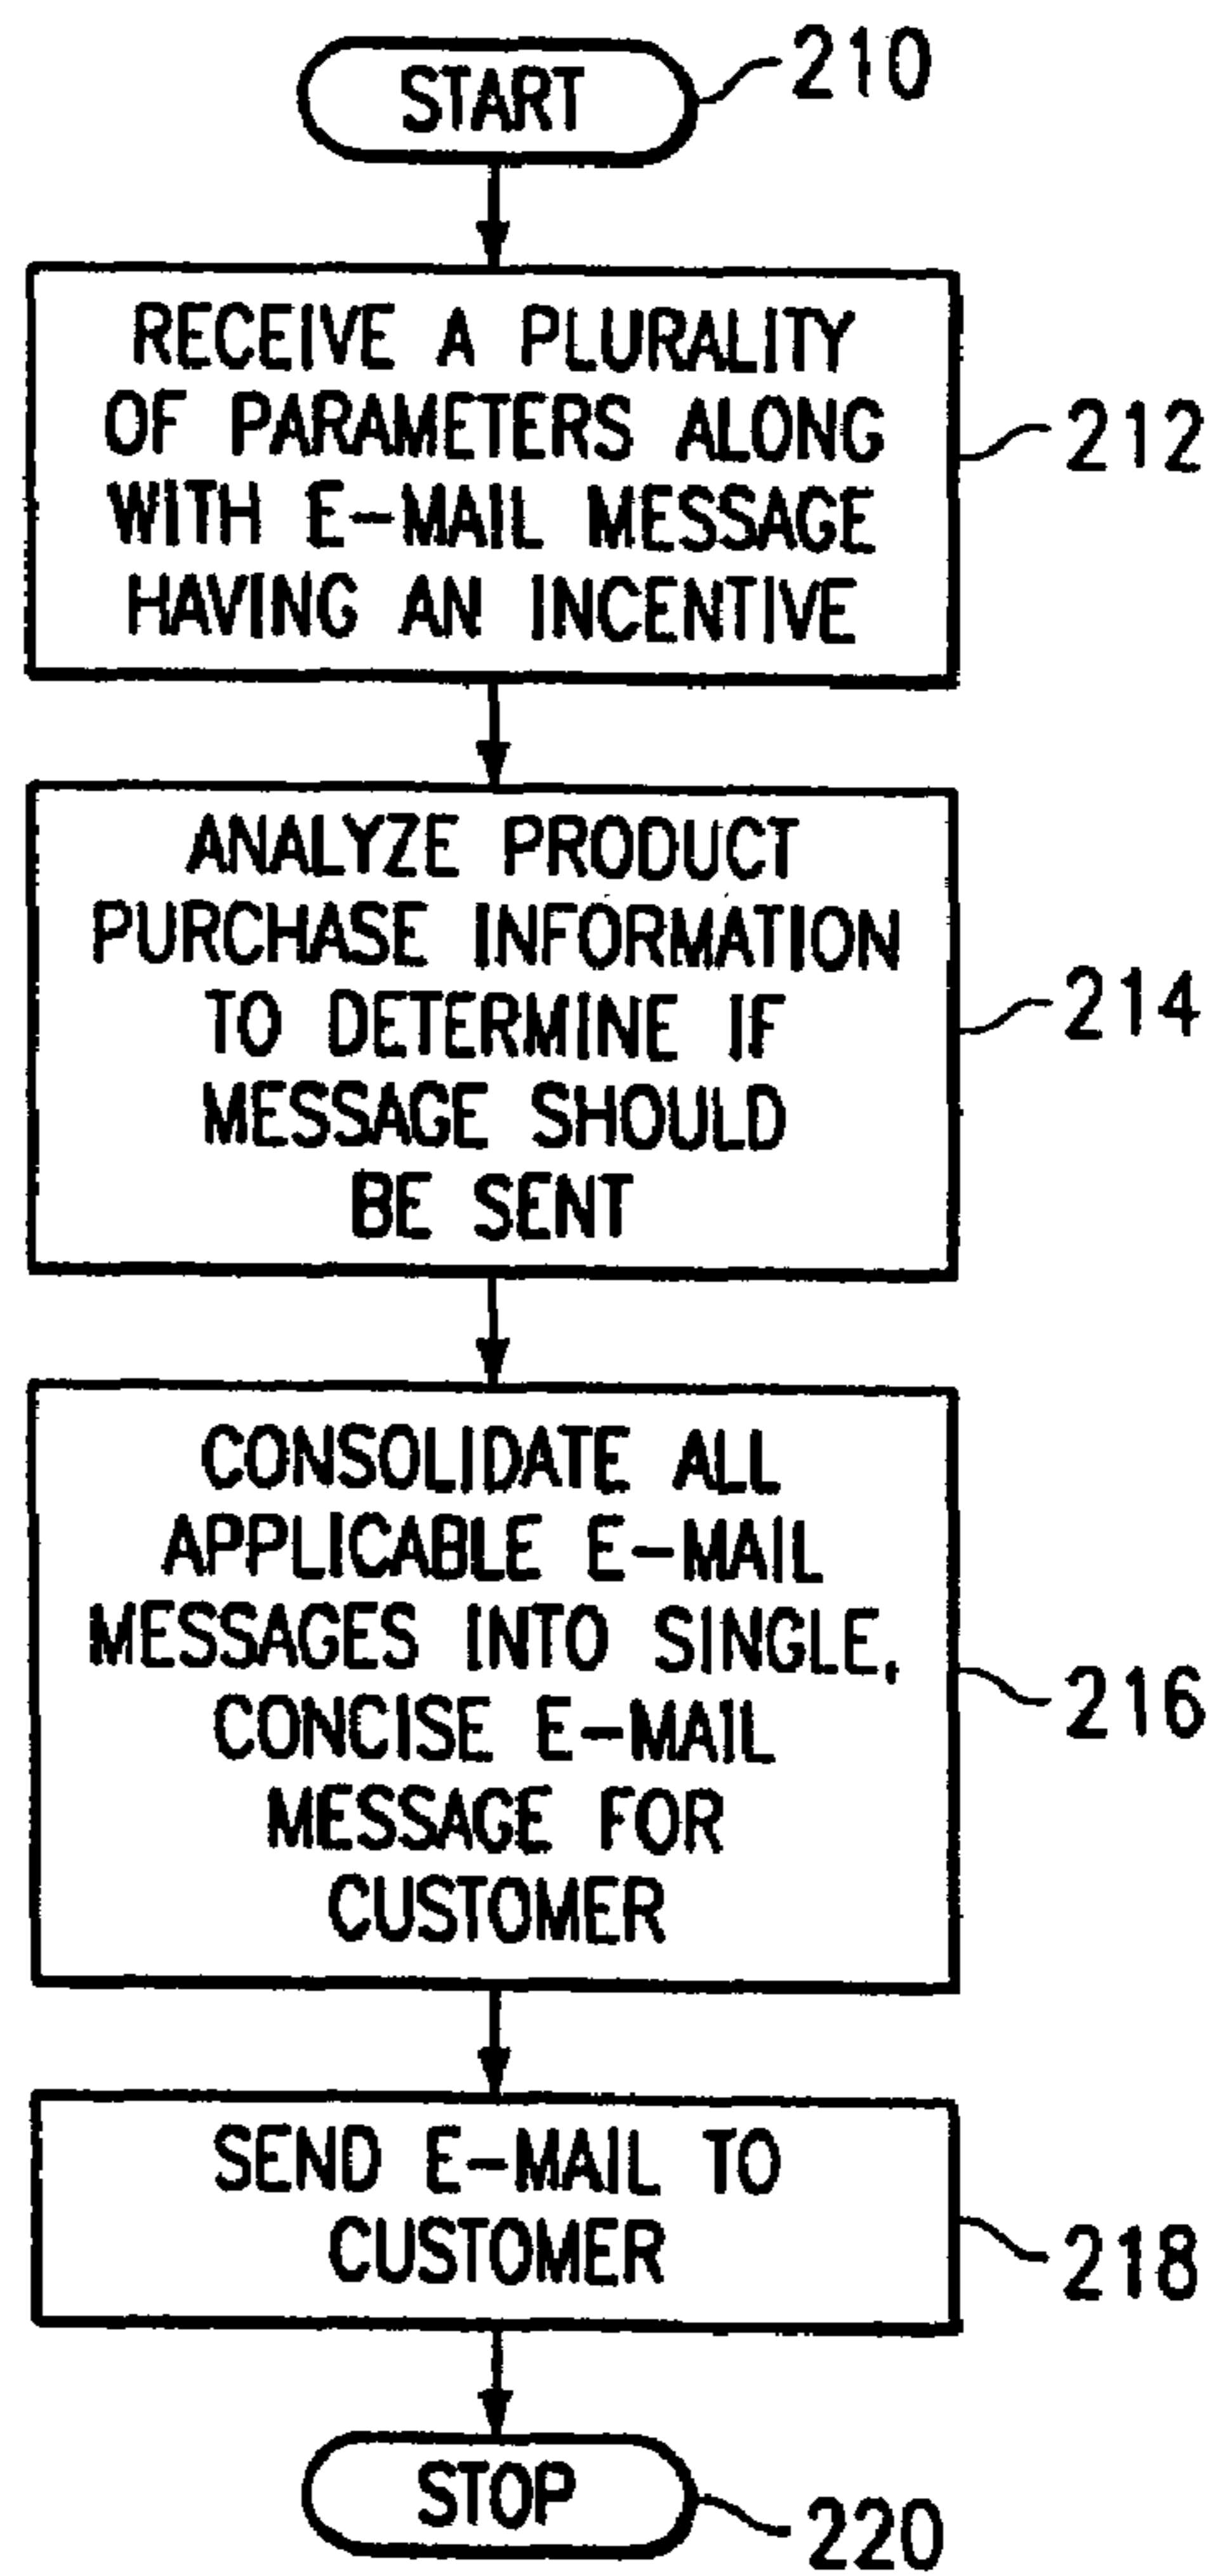 START
210
RECEIVE A PLURALITY
OF PARAMETERS ALONG
WITH E-MAIL MESSAGE
HAVING AN INCENTIVE
212
ANALYZE PRODUCT
PURCHASE INFORMATION
TO DETERMINE IF
MESSAGE SHOULD
BE SENT
214
CONSOLIDATE ALL
APPLICABLE E-MAIL
MESSAGES INTO SINGLE,
CONCISE E-MAIL
MESSAGE FOR
CUSTOMER
216
SEND E-MAIL TO
CUSTOMER
218
STOP
220